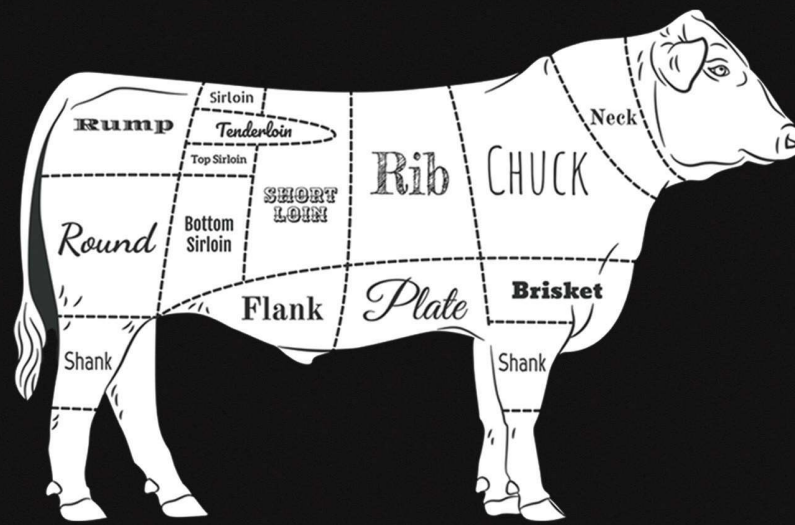 Sirloin
Rump
Tenderloin
Neck
Top Sirloin
Rib
CHUCK
SHORT
LOIN
Round
Bottom
Sirloin
Flank
Plate
Brisket
Shank
Shank